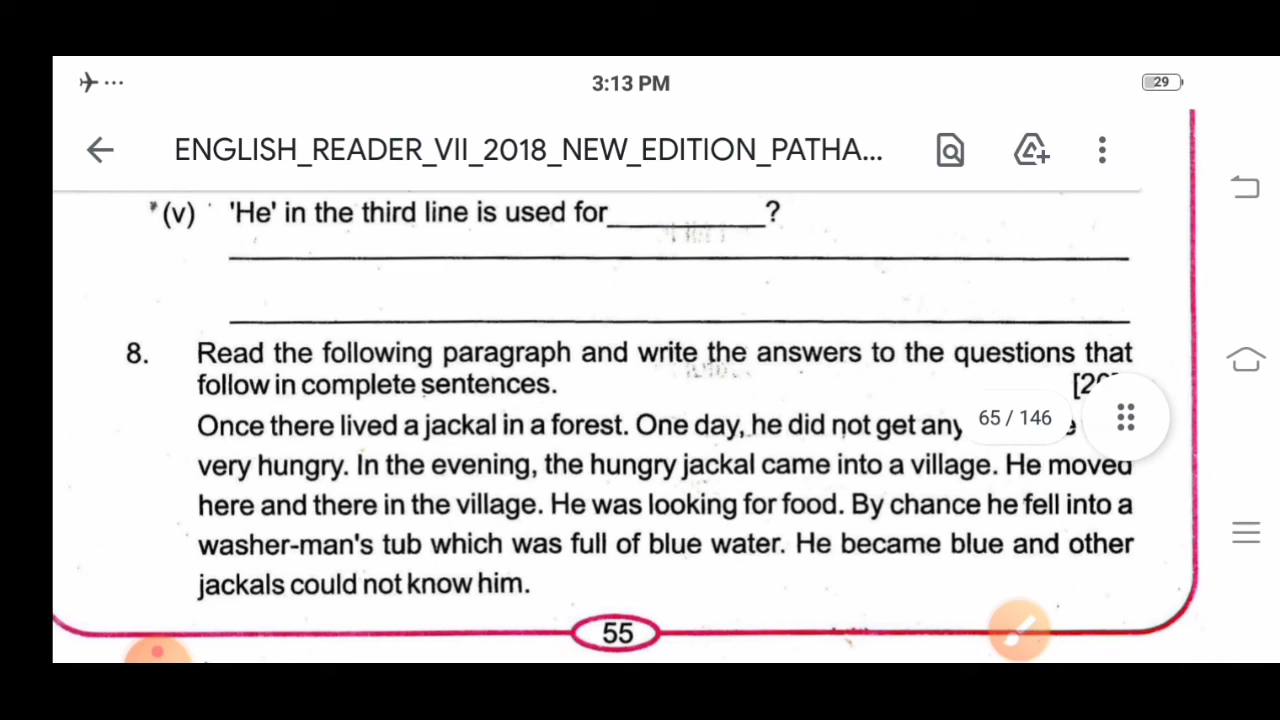 3:13 PM
29
ENGLISH_READER_VII_2018_NEW_EDITION_PATHA...
*(v) 'He' in the third line is used for__________?
8. Read the following paragraph and write the answers to the questions that
follow in complete sentences.
Once there lived a jackal in a forest. One day, he did not get any
65 / 146
very hungry. In the evening, the hungry jackal came into a village. He moved
here and there in the village. He was looking for food. By chance he fell into a
washer-man's tub which was full of blue water. He became blue and other
jackals could not know him.
55